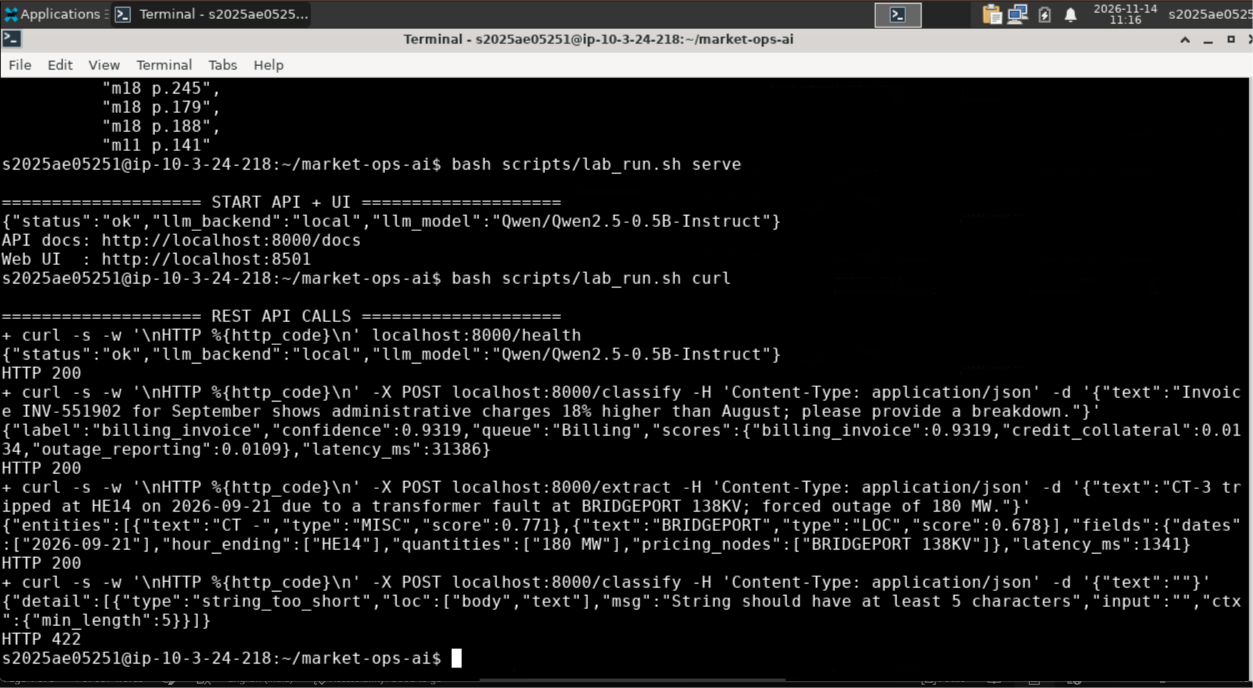 Applications
Terminal - s2025ae0525...
2026-11-14
11:16
s2025ae0525
Terminal - s2025ae05251@ip-10-3-24-218:~/market-ops-ai
File Edit View Terminal Tabs Help
"m18 p.245",
"m18 p.179",
"m18 p.188",
"m11 p.141"
s2025ae05251@ip-10-3-24-218:~/market-ops-ai$ bash scripts/lab_run.sh serve
==================== START API + UI ====================
{"status":"ok","llm_backend":"local","llm_model":"Qwen/Qwen2.5-0.5B-Instruct"}
API docs: http://localhost:8000/docs
Web UI  : http://localhost:8501
s2025ae05251@ip-10-3-24-218:~/market-ops-ai$ bash scripts/lab_run.sh curl
==================== REST API CALLS ====================
+ curl -s -w '\nHTTP %{http_code}\n' localhost:8000/health
{"status":"ok","llm_backend":"local","llm_model":"Qwen/Qwen2.5-0.5B-Instruct"}
HTTP 200
+ curl -s -w '\nHTTP %{http_code}\n' -X POST localhost:8000/classify -H 'Content-Type: application/json' -d '{"text":"Invoic
e INV-551902 for September shows administrative charges 18% higher than August; please provide a breakdown."}'
{"label":"billing_invoice","confidence":0.9319,"queue":"Billing","scores":{"billing_invoice":0.9319,"credit_collateral":0.01
34,"outage_reporting":0.0109},"latency_ms":31386}
HTTP 200
+ curl -s -w '\nHTTP %{http_code}\n' -X POST localhost:8000/extract -H 'Content-Type: application/json' -d '{"text":"CT-3 tr
ipped at HE14 on 2026-09-21 due to a transformer fault at BRIDGEPORT 138KV; forced outage of 180 MW."}'
{"entities":[{"text":"CT -","type":"MISC","score":0.771},{"text":"BRIDGEPORT","type":"LOC","score":0.678}],"fields":{"dates"
:["2026-09-21"],"hour_ending":["HE14"],"quantities":["180 MW"],"pricing_nodes":["BRIDGEPORT 138KV"]},"latency_ms":1341}
HTTP 200
+ curl -s -w '\nHTTP %{http_code}\n' -X POST localhost:8000/classify -H 'Content-Type: application/json' -d '{"text":""}'
{"detail":[{"type":"string_too_short","loc":["body","text"],"msg":"String should have at least 5 characters","input":"","ctx
":{"min_length":5}}]}
HTTP 422
s2025ae05251@ip-10-3-24-218:~/market-ops-ai$